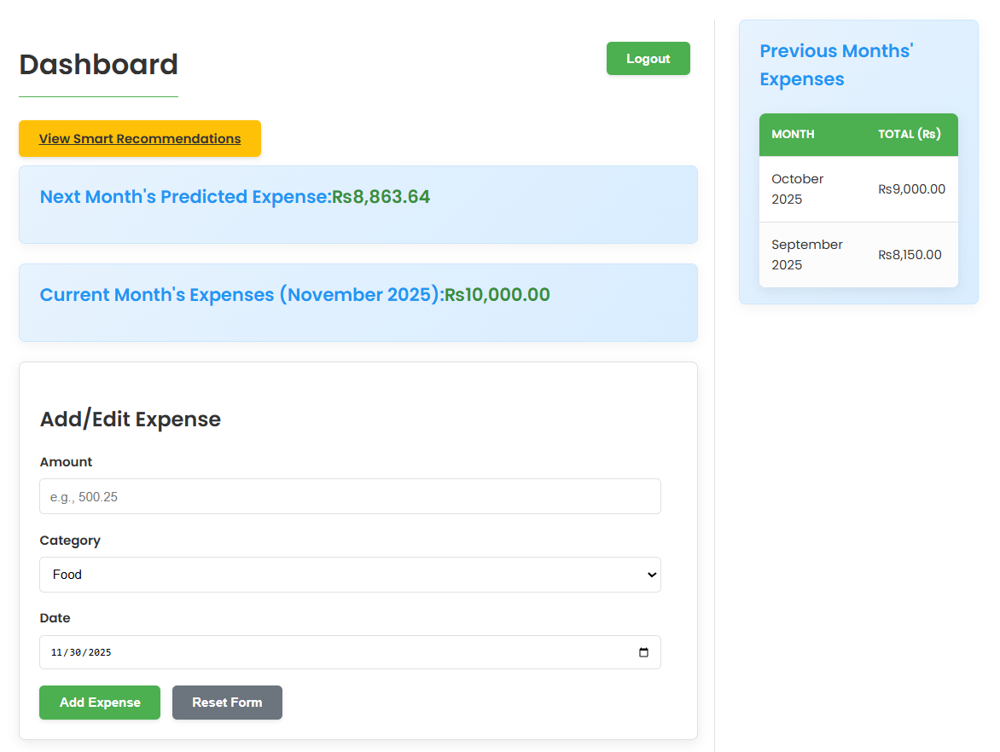 Dashboard
Logout
View Smart Recommendations
Next Month's Predicted Expense:Rs8,863.64
Current Month's Expenses (November 2025):Rs10,000.00
Add/Edit Expense
Amount
e.g., 500.25
Category
Food
Date
11/30/2025
Add Expense Reset Form
Previous Months'
Expenses
MONTH TOTAL (Rs)
October
2025
Rs9,000.00
September
2025
Rs8,150.00